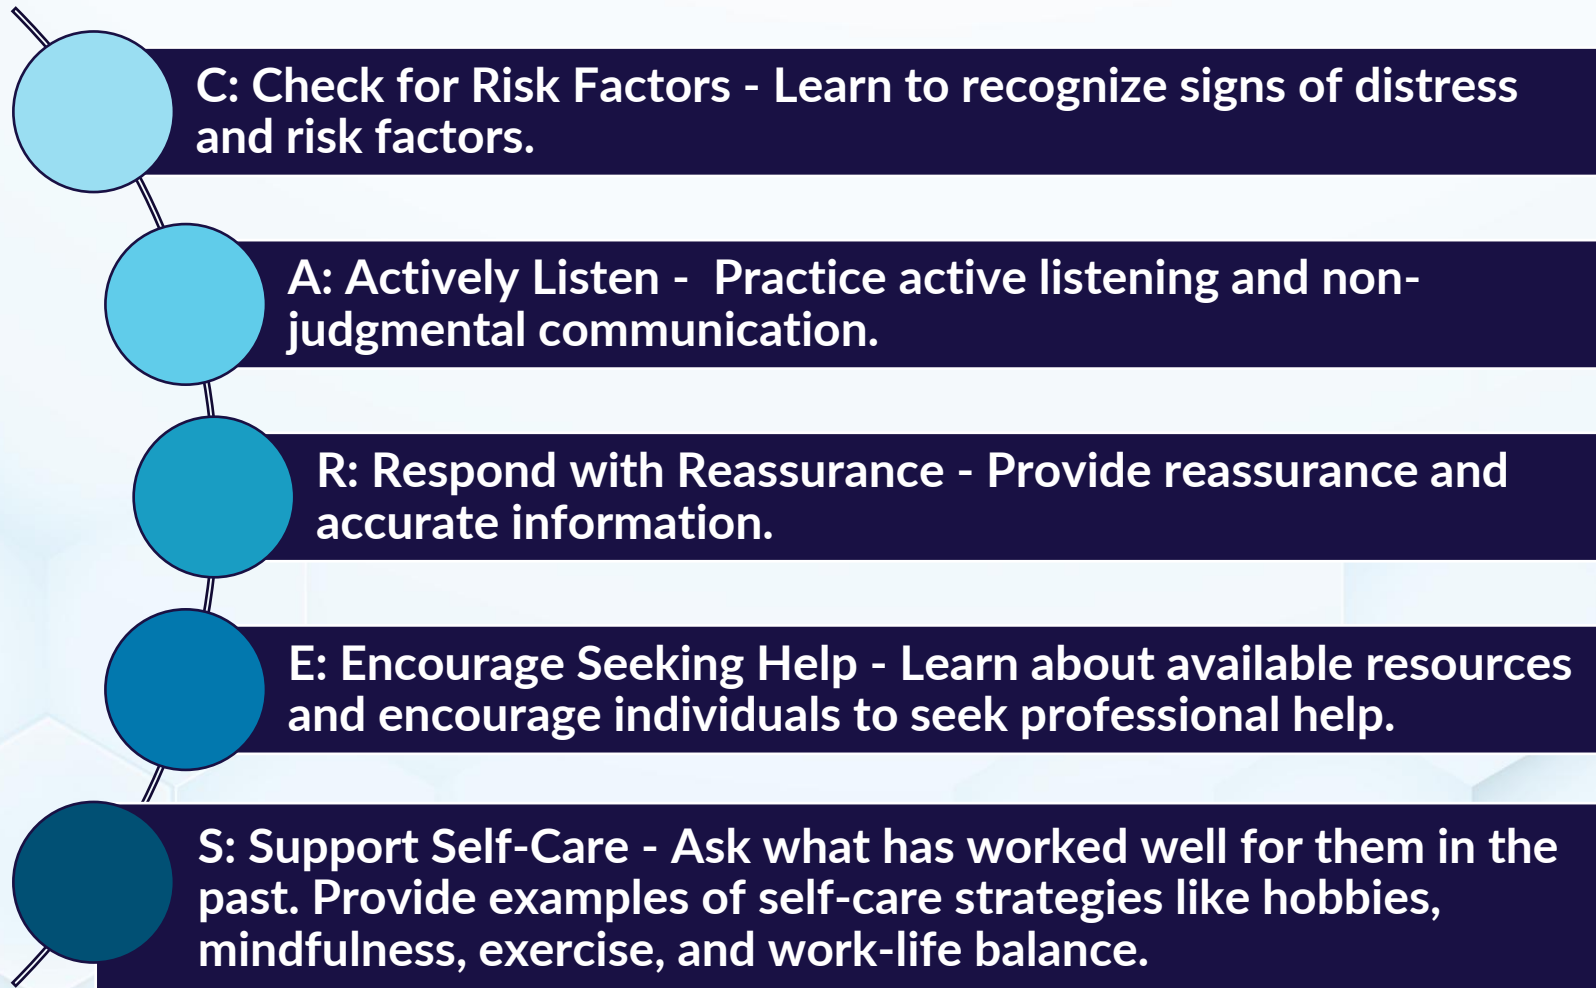 C: Check for Risk Factors - Learn to recognize signs of distress
and risk factors.
A: Actively Listen -  Practice active listening and non-
judgmental communication.
R: Respond with Reassurance - Provide reassurance and
accurate information.
E: Encourage Seeking Help - Learn about available resources
and encourage individuals to seek professional help.
S: Support Self-Care - Ask what has worked well for them in the
past. Provide examples of self-care strategies like hobbies,
mindfulness, exercise, and work-life balance.